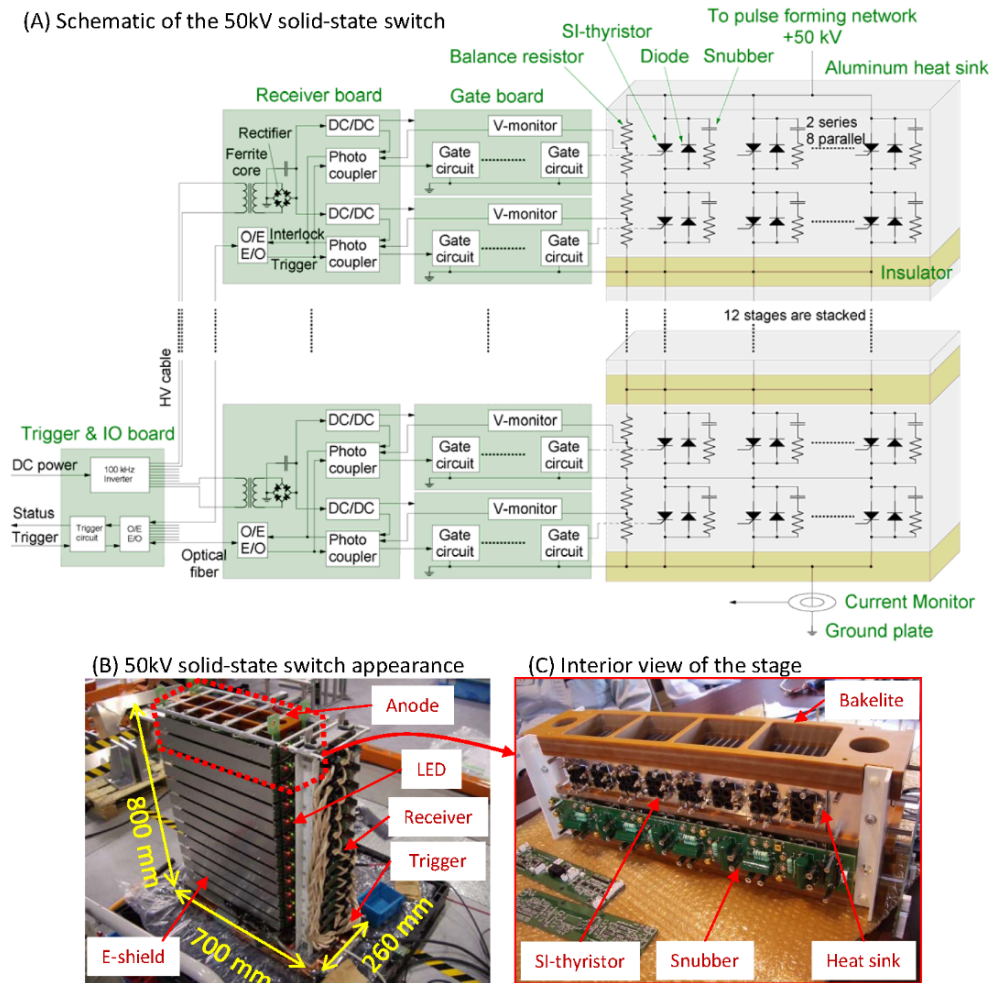 (A) Schematic of the 50kV solid-state switch
To pulse forming network
+50 kV
SI-thyristor
Balance resistor
Diode
Snubber
Aluminum heat sink
Receiver board
Gate board
Rectifier
Ferrite
core
DC/DC
Photo
coupler
DC/DC
Photo
coupler
O/E
E/O
Interlock
Trigger
V-monitor
Gate
circuit
Gate
circuit
V-monitor
Gate
circuit
Gate
circuit
2 series
8 parallel
Insulator
12 stages are stacked
HV cable
Trigger & IO board
DC power
100 kHz
Inverter
Status
Trigger
Trigger
circuit
O/E
E/O
Optical
fiber
DC/DC
Photo
coupler
DC/DC
Photo
coupler
O/E
E/O
V-monitor
Gate
circuit
Gate
circuit
V-monitor
Gate
circuit
Gate
circuit
Current Monitor
Ground plate
(B) 50kV solid-state switch appearance
Anode
LED
Receiver
Trigger
E-shield
800 mm
700 mm
260 mm
(C) Interior view of the stage
Bakelite
SI-thyristor
Snubber
Heat sink